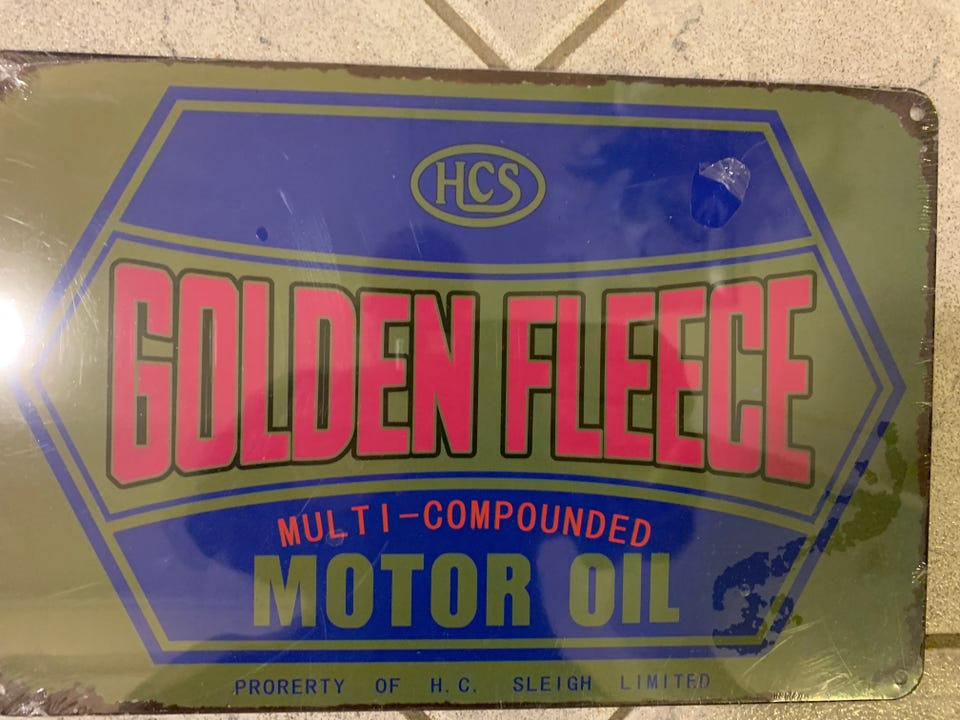 HCS
GOLDEN FLEECE
MULTI-COMPOUNDED
MOTOR OIL
PRORERTY OF H.C. SLEIGH LIMITED